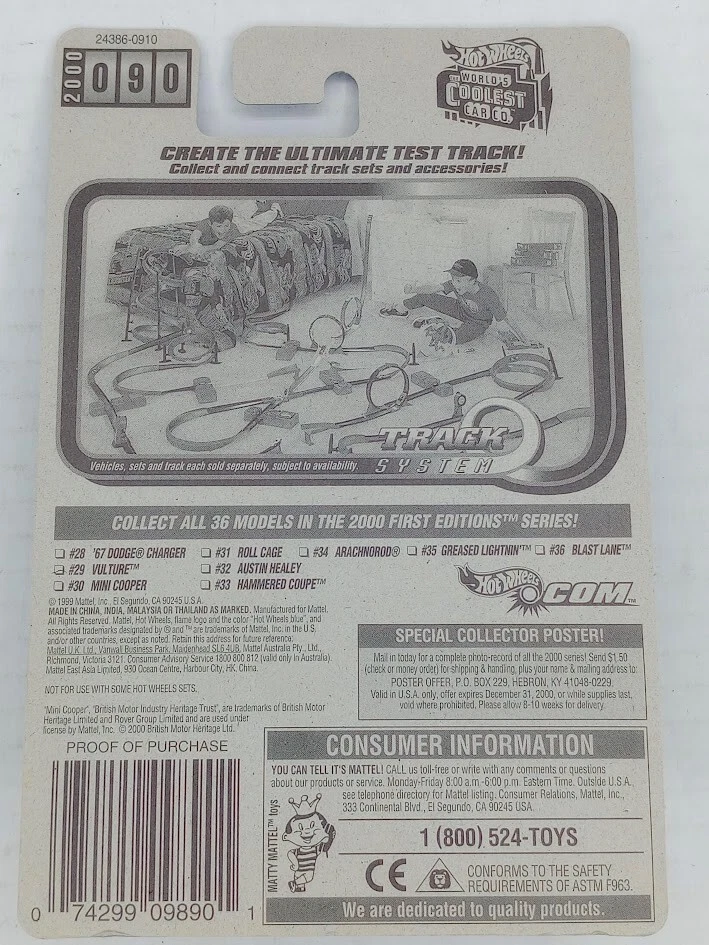 24386-0910
2000
090
Hot Wheels
THE WORLD'S
COOLEST
CAR CO.™
CREATE THE ULTIMATE TEST TRACK!
Collect and connect track sets and accessories!
TRACK
SYSTEM
Vehicles, sets and track each sold separately, subject to availability.
COLLECT ALL 36 MODELS IN THE 2000 FIRST EDITIONS™ SERIES!
❑ #28 '67 DODGE® CHARGER ❑ #31 ROLL CAGE ❑ #34 ARACHNOROD® ❑ #35 GREASED LIGHTNIN'™ ❑ #36 BLAST LANE™
❑ #29 VULTURE™ ❑ #32 AUSTIN HEALEY
❑ #30 MINI COOPER ❑ #33 HAMMERED COUPE™
Hot Wheels
.COM™
© 1999 Mattel, Inc., El Segundo, CA 90245 U.S.A.
MADE IN CHINA, INDIA, MALAYSIA OR THAILAND AS MARKED. Manufactured for Mattel.
All Rights Reserved. Mattel, Hot Wheels, flame logo and the color "Hot Wheels blue", and
associated trademarks designated by ® and ™ are trademarks of Mattel, Inc. in the U.S.
and/or other countries, except as noted. Retain this address for future reference:
Mattel U.K. Ltd., Vanwall Business Park, Maidenhead SL6 4UB. Mattel Australia Pty., Ltd.,
Richmond, Victoria 3121. Consumer Advisory Service 1800 800 812 (valid only in Australia).
Mattel East Asia Limited, 930 Ocean Centre, Harbour City, HK, China.
NOT FOR USE WITH SOME HOT WHEELS SETS.
"Mini Cooper", "British Motor Industry Heritage Trust", are trademarks of British Motor
Heritage Limited and Rover Group Limited and are used under
license by Mattel, Inc. © 2000 British Motor Heritage Ltd.
SPECIAL COLLECTOR POSTER!
Mail in today for a complete photo-record of all the 2000 series! Send $1.50
(check or money order) for shipping & handling, plus your name & mailing address to:
POSTER OFFER, P.O. BOX 229, HEBRON, KY 41048-0229.
Valid in U.S.A. only, offer expires December 31, 2000, or while supplies last,
void where prohibited. Please allow 8-10 weeks for delivery.
PROOF OF PURCHASE
0 74299 09890 1
CONSUMER INFORMATION
YOU CAN TELL IT'S MATTEL! CALL us toll-free or write with any comments or questions
about our products or service. Monday-Friday 8:00 a.m.-6:00 p.m. Eastern Time. Outside U.S.A.,
see telephone directory for Mattel listing. Consumer Relations, Mattel, Inc.,
333 Continental Blvd., El Segundo, CA 90245 USA.
MATTY MATTEL™ toys
1 (800) 524-TOYS
CE
CONFORMS TO THE SAFETY
REQUIREMENTS OF ASTM F963.
We are dedicated to quality products.